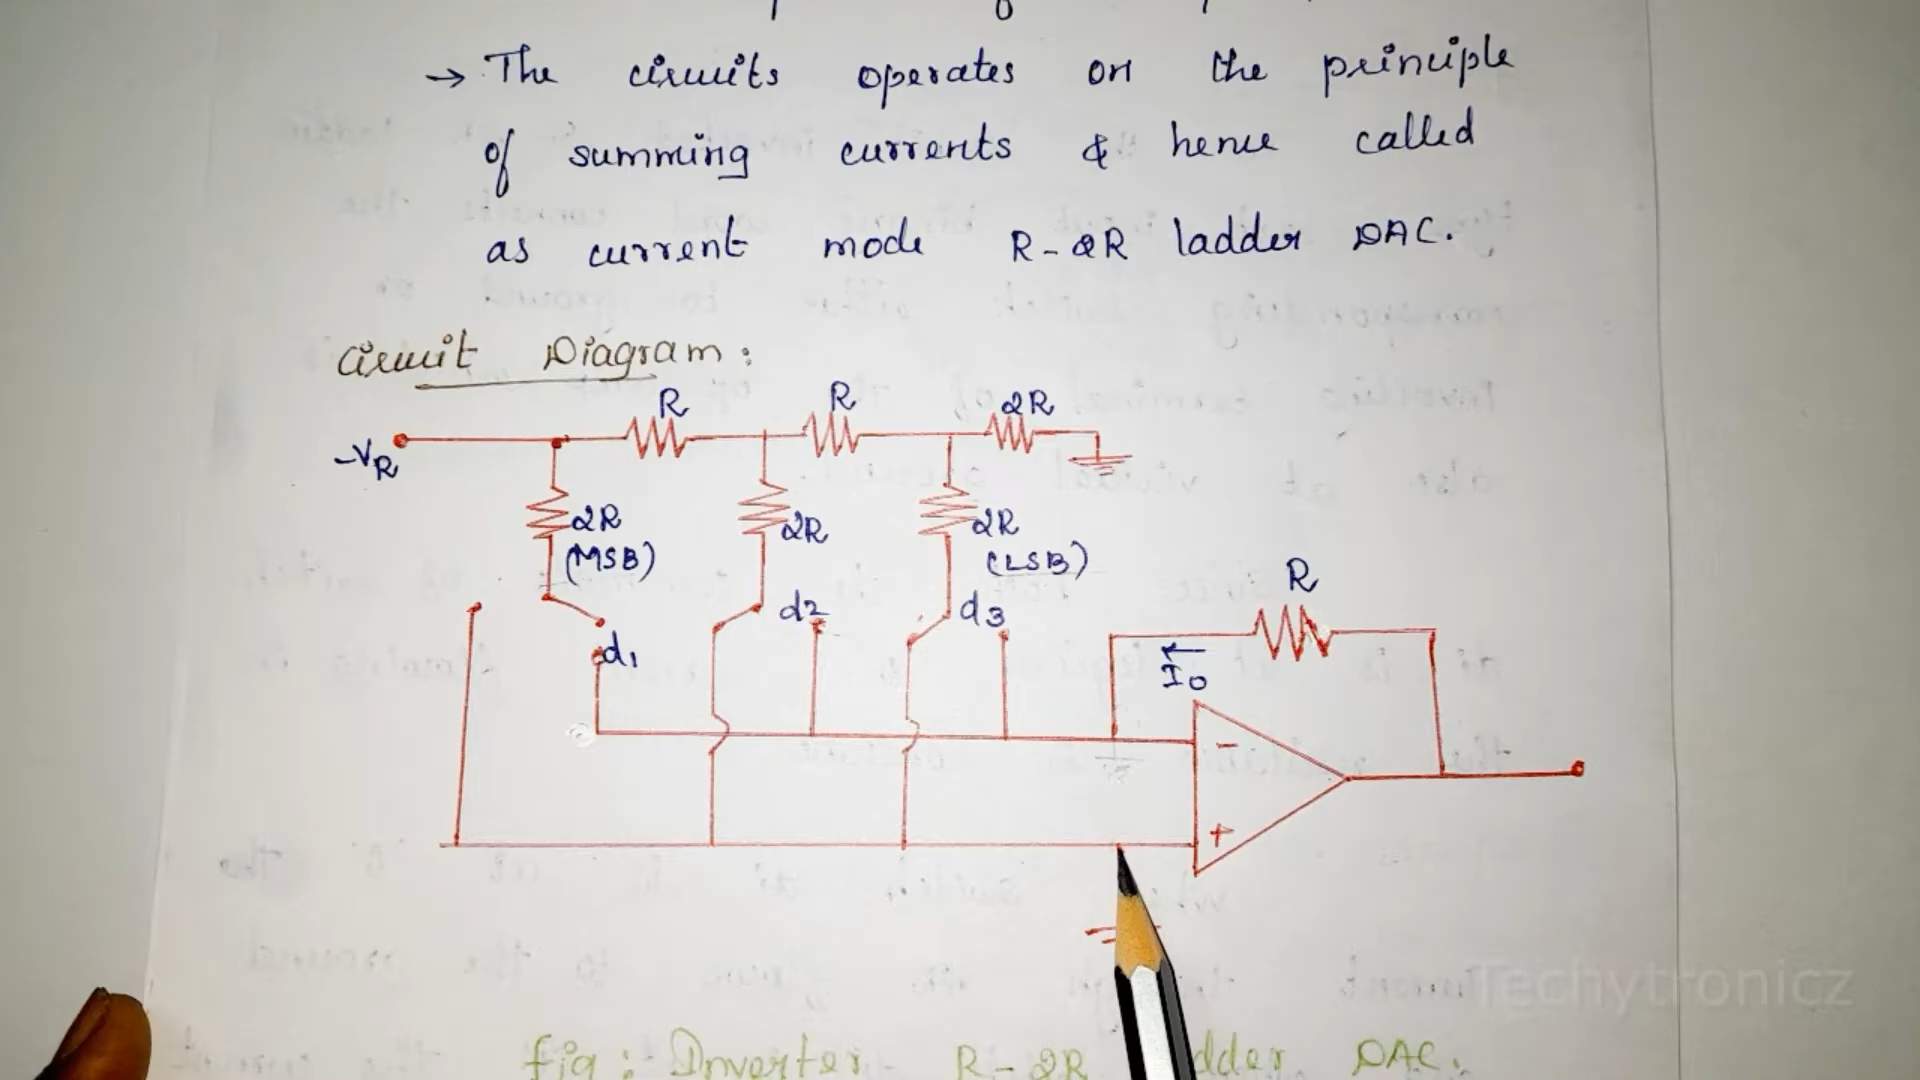 → The circuits operates on the principle
of summing currents & hence called
as current mode R-2R ladder DAC.
Circuit Diagram:
R R 2R
-VR
2R 2R 2R
(MSB) (LSB)
R
d1 d2 d3
I0
-
+
fig: Inverter R-2R adder DAC.
Techytronicz